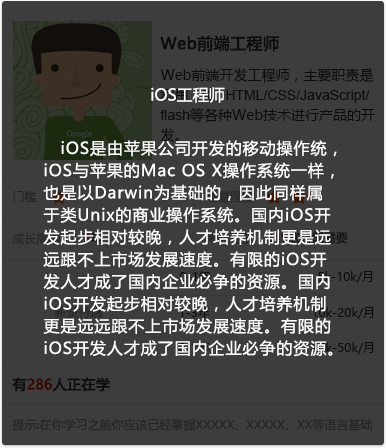 Web前端工程师
Web前端开发工程师，主要职责是
HTML/CSS/JavaScript/
flash等各种Web技术进行产品的开
发。
iOS工程师
iOS是由苹果公司开发的移动操作统，
iOS与苹果的Mac OS X操作系统一样，
也是以Darwin为基础的，因此同样属
于类Unix的商业操作系统。国内iOS开
发起步相对较晚，人才培养机制更是远
远跟不上市场发展速度。有限的iOS开
发人才成了国内企业必争的资源。国内
iOS开发起步相对较晚，人才培养机制
更是远远跟不上市场发展速度。有限的
iOS开发人才成了国内企业必争的资源。
门槛
成长
要
-10k/月
-20k/月
-50k/月
有286人正在学
提示:在你学习之前你应该已经掌握XXXXX、XXXXX、XX等语言基础